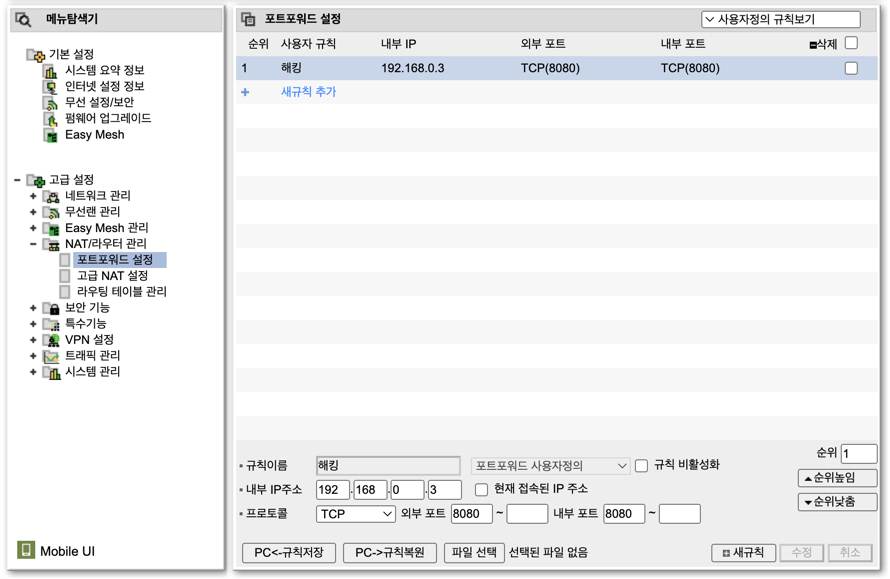 메뉴탐색기
기본 설정
시스템 요약 정보
인터넷 설정 정보
무선 설정/보안
펌웨어 업그레이드
Easy Mesh
고급 설정
네트워크 관리
무선랜 관리
Easy Mesh 관리
NAT/라우터 관리
포트포워드 설정
고급 NAT 설정
라우팅 테이블 관리
보안 기능
특수기능
VPN 설정
트래픽 관리
시스템 관리
Mobile UI
포트포워드 설정 사용자정의 규칙보기
순위 사용자 규칙 내부 IP 외부 포트 내부 포트 삭제
1 해킹 192.168.0.3 TCP(8080) TCP(8080)
+ 새규칙 추가
순위 1
규칙이름 해킹 포트포워드 사용자정의 규칙 비활성화
순위높임
내부 IP주소 192 . 168 . 0 . 3 현재 접속된 IP 주소
순위낮춤
프로토콜 TCP 외부 포트 8080 ~ 내부 포트 8080 ~
PC<-규칙저장 PC->규칙복원 파일 선택 선택된 파일 없음 새규칙 수정 취소